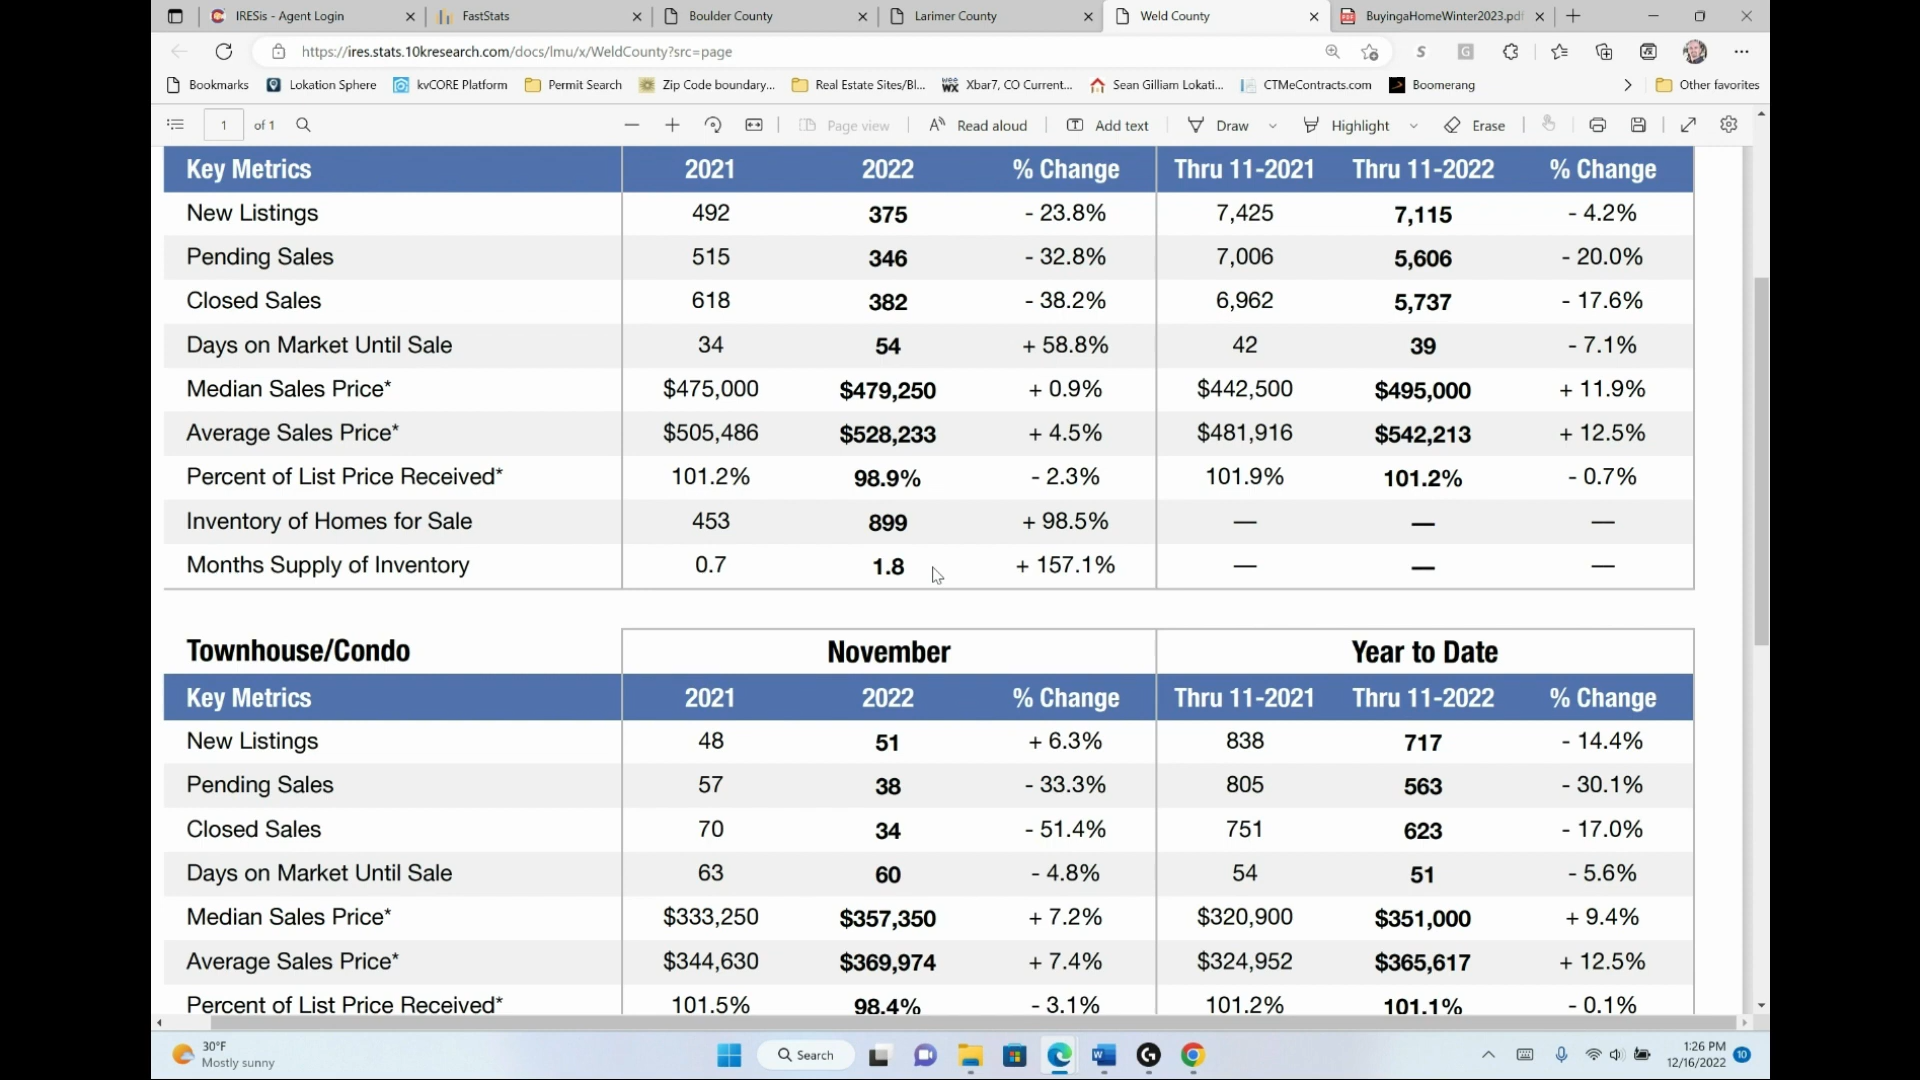 IRESis - Agent Login
FastStats
Boulder County
Larimer County
Weld County
BuyingaHomeWinter2023.pdf
https://ires.stats.10kresearch.com/docs/lmu/x/WeldCounty?src=page
Bookmarks
Lokation Sphere
kvCORE Platform
Permit Search
Zip Code boundary...
Real Estate Sites/Bl...
Xbar7, CO Current...
Sean Gilliam Lokati...
CTMeContracts.com
Boomerang
Other favorites
1 of 1
Page view
Read aloud
Add text
Draw
Highlight
Erase
Key Metrics 2021 2022 % Change Thru 11-2021 Thru 11-2022 % Change
New Listings 492 375 - 23.8% 7,425 7,115 - 4.2%
Pending Sales 515 346 - 32.8% 7,006 5,606 - 20.0%
Closed Sales 618 382 - 38.2% 6,962 5,737 - 17.6%
Days on Market Until Sale 34 54 + 58.8% 42 39 - 7.1%
Median Sales Price* $475,000 $479,250 + 0.9% $442,500 $495,000 + 11.9%
Average Sales Price* $505,486 $528,233 + 4.5% $481,916 $542,213 + 12.5%
Percent of List Price Received* 101.2% 98.9% - 2.3% 101.9% 101.2% - 0.7%
Inventory of Homes for Sale 453 899 + 98.5% — — —
Months Supply of Inventory 0.7 1.8 + 157.1% — — —
Townhouse/Condo November Year to Date
Key Metrics 2021 2022 % Change Thru 11-2021 Thru 11-2022 % Change
New Listings 48 51 + 6.3% 838 717 - 14.4%
Pending Sales 57 38 - 33.3% 805 563 - 30.1%
Closed Sales 70 34 - 51.4% 751 623 - 17.0%
Days on Market Until Sale 63 60 - 4.8% 54 51 - 5.6%
Median Sales Price* $333,250 $357,350 + 7.2% $320,900 $351,000 + 9.4%
Average Sales Price* $344,630 $369,974 + 7.4% $324,952 $365,617 + 12.5%
Percent of List Price Received* 101.5% 98.4% - 3.1% 101.2% 101.1% - 0.1%
30°F
Mostly sunny
Search
1:26 PM
12/16/2022
10